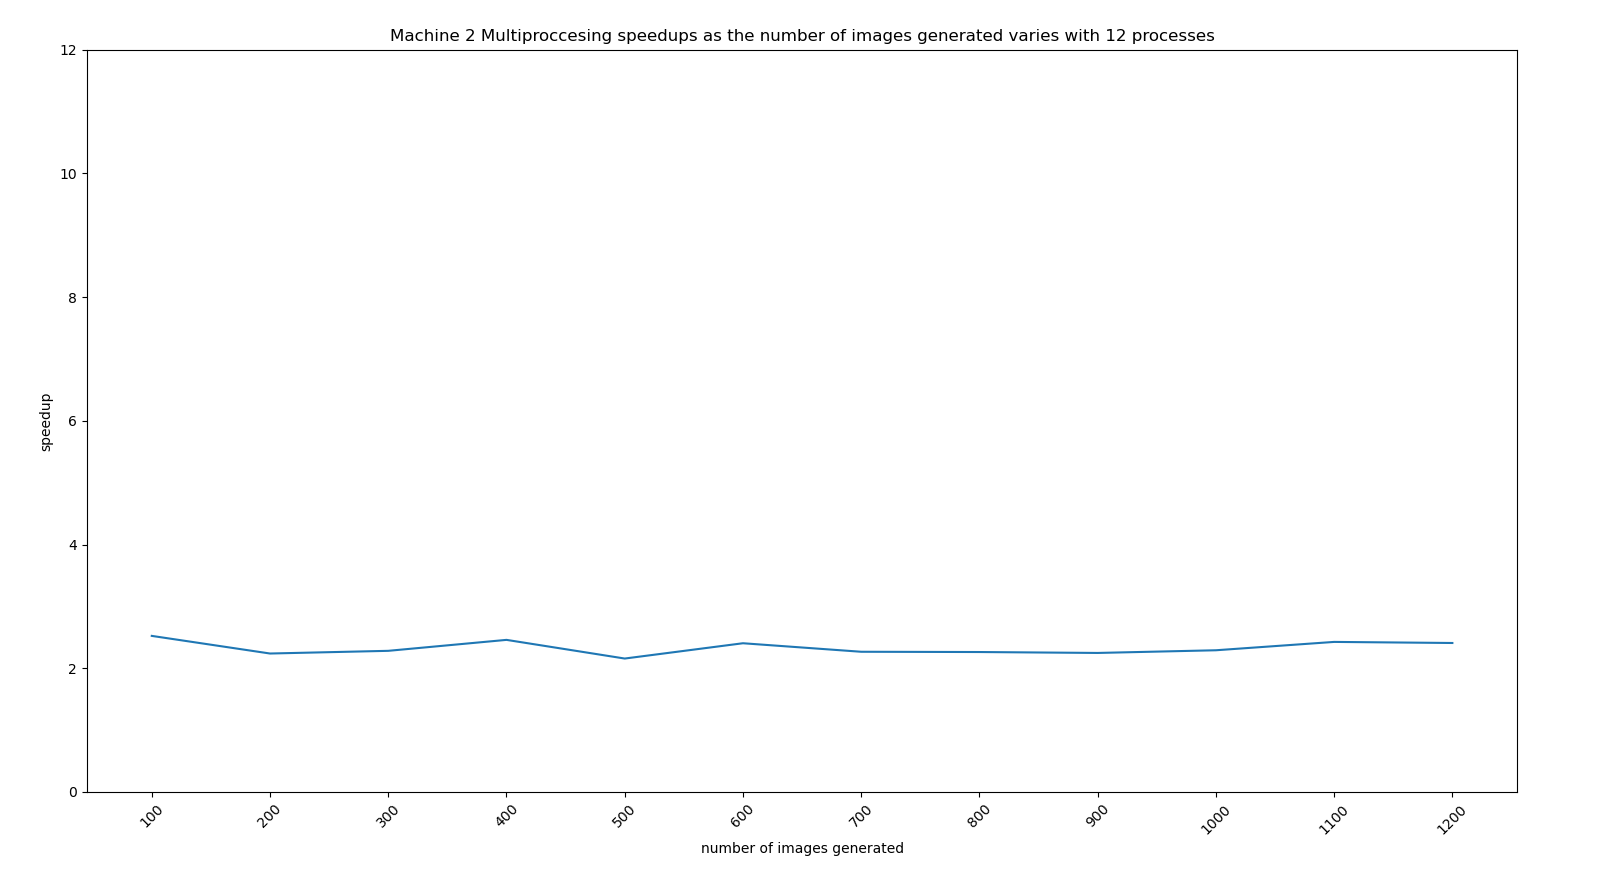 Machine 2 Multiproccesing speedups as the number of images generated varies with 12 processes
12
10
8
6
4
2
0
speedup
100 200 300 400 500 600 700 800 900 1000 1100 1200
number of images generated